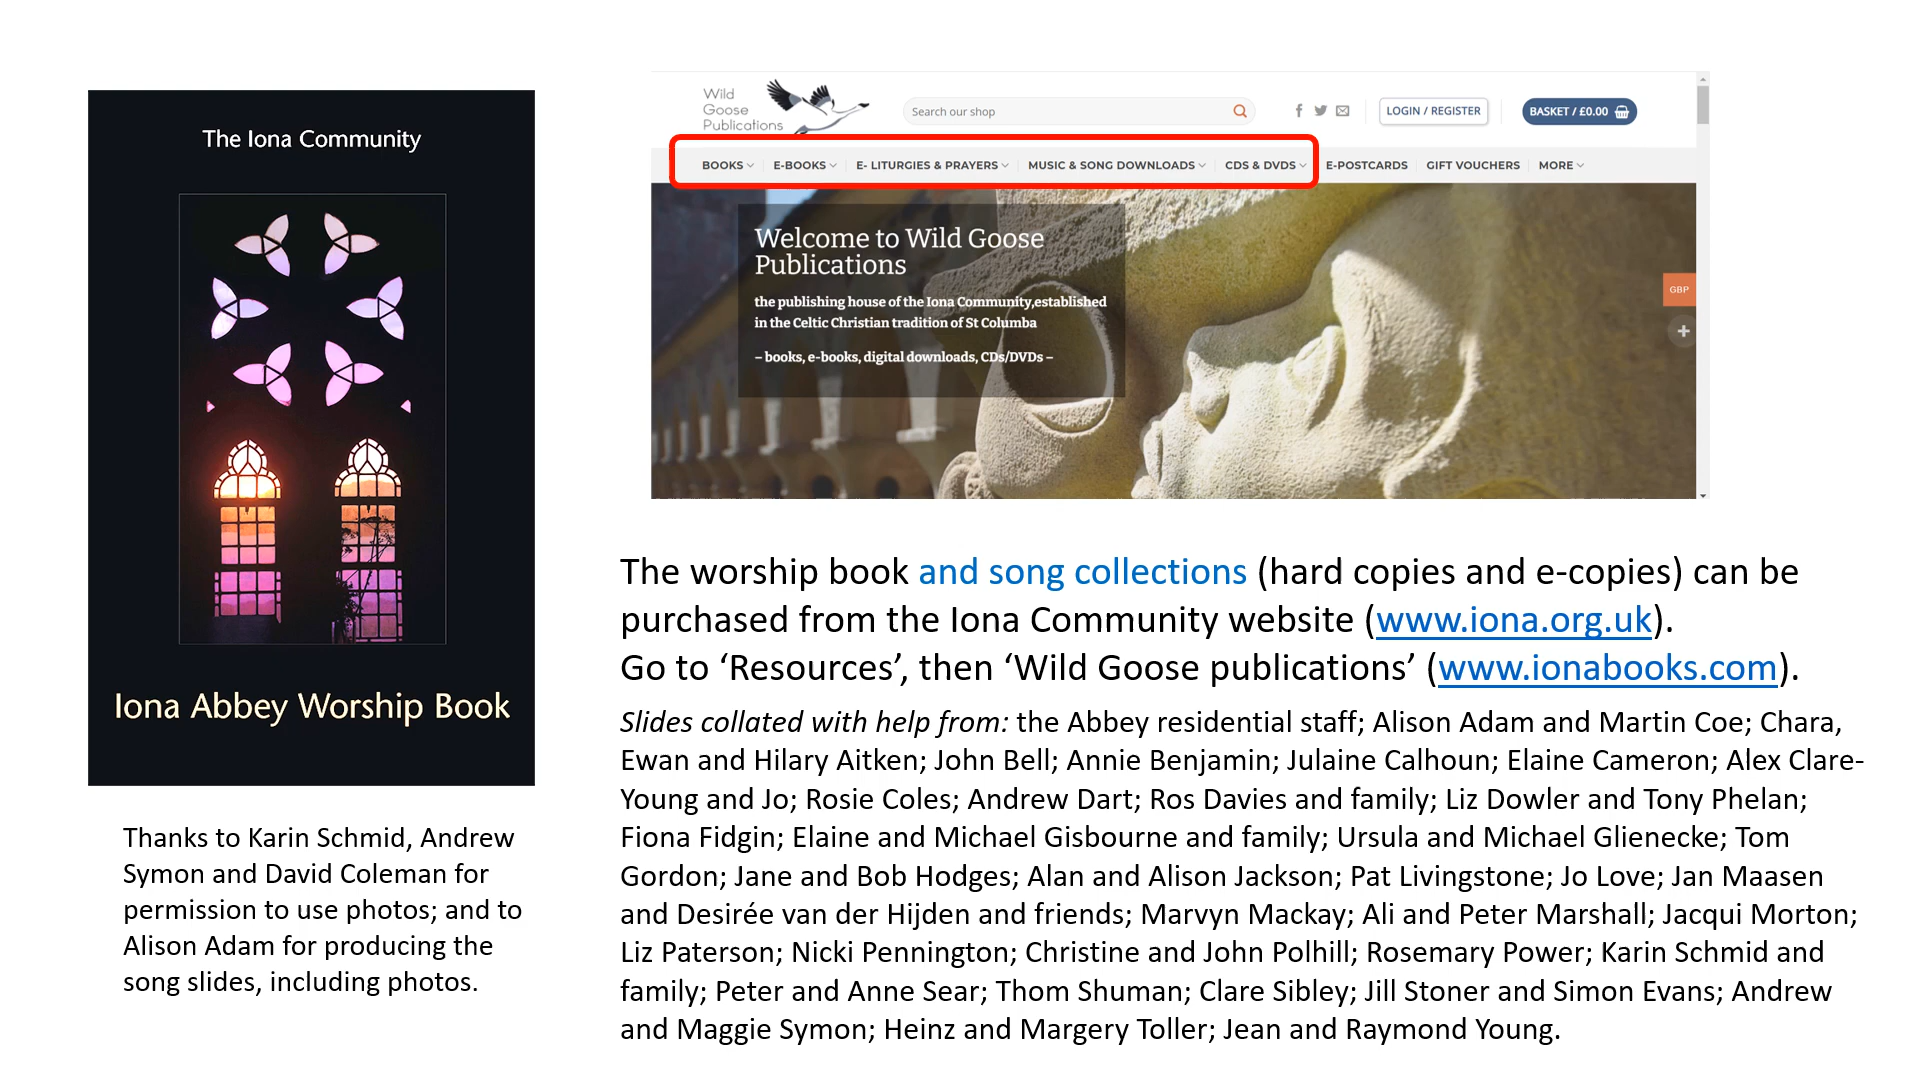 The Iona Community
Iona Abbey Worship Book
Thanks to Karin Schmid, Andrew
Symon and David Coleman for
permission to use photos; and to
Alison Adam for producing the
song slides, including photos.
Wild
Goose
Publications
Search our shop
LOGIN / REGISTER
BASKET / £0.00
BOOKS
E-BOOKS
E- LITURGIES & PRAYERS
MUSIC & SONG DOWNLOADS
CDS & DVDS
E-POSTCARDS
GIFT VOUCHERS
MORE
Welcome to Wild Goose
Publications
the publishing house of the Iona Community,established
in the Celtic Christian tradition of St Columba
– books, e-books, digital downloads, CDs/DVDs –
GBP
The worship book and song collections (hard copies and e-copies) can be
purchased from the Iona Community website (www.iona.org.uk).
Go to ‘Resources’, then ‘Wild Goose publications’ (www.ionabooks.com).
Slides collated with help from: the Abbey residential staff; Alison Adam and Martin Coe; Chara,
Ewan and Hilary Aitken; John Bell; Annie Benjamin; Julaine Calhoun; Elaine Cameron; Alex Clare-
Young and Jo; Rosie Coles; Andrew Dart; Ros Davies and family; Liz Dowler and Tony Phelan;
Fiona Fidgin; Elaine and Michael Gisbourne and family; Ursula and Michael Glienecke; Tom
Gordon; Jane and Bob Hodges; Alan and Alison Jackson; Pat Livingstone; Jo Love; Jan Maasen
and Desirée van der Hijden and friends; Marvyn Mackay; Ali and Peter Marshall; Jacqui Morton;
Liz Paterson; Nicki Pennington; Christine and John Polhill; Rosemary Power; Karin Schmid and
family; Peter and Anne Sear; Thom Shuman; Clare Sibley; Jill Stoner and Simon Evans; Andrew
and Maggie Symon; Heinz and Margery Toller; Jean and Raymond Young.